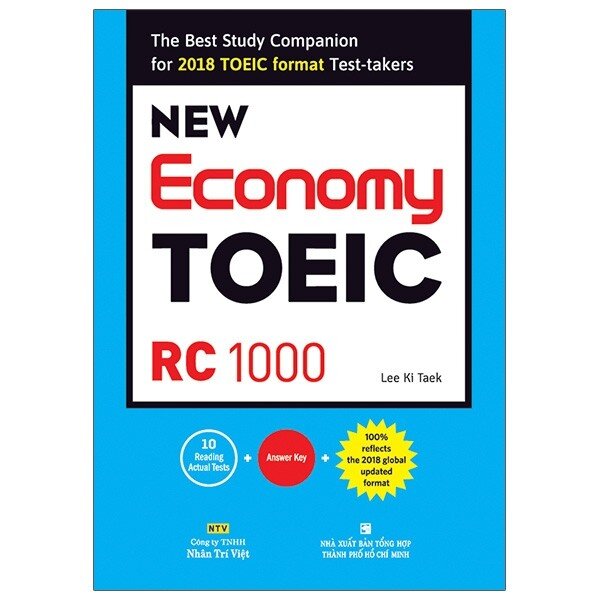 The Best Study Companion
for 2018 TOEIC format Test-takers
NEW
Economy
TOEIC
RC 1000
Lee Ki Taek
10
Reading
Actual Tests
+
Answer Key
+
100%
reflects
the 2018 global
updated
format
NTV
Công ty TNHH
Nhân Trí Việt
NHÀ XUẤT BẢN TỔNG HỢP
THÀNH PHỐ HỒ CHÍ MINH